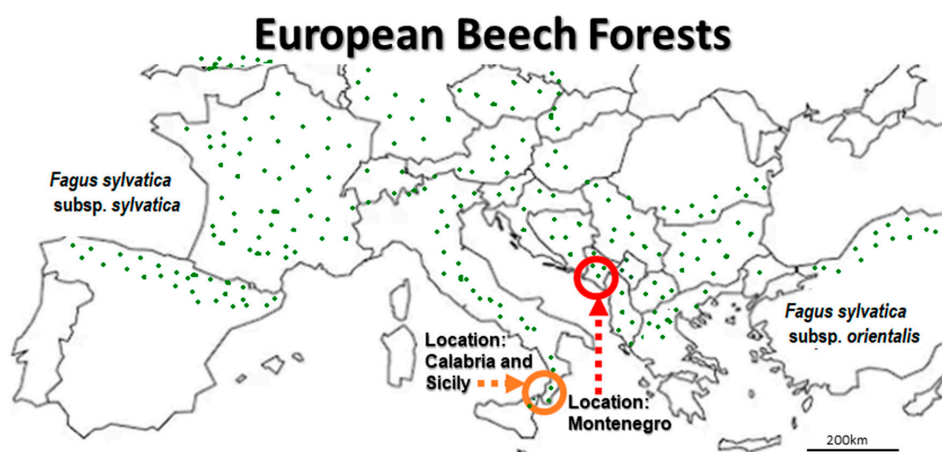 European Beech Forests
Fagus sylvatica
subsp. sylvatica
Fagus sylvatica
subsp. orientalis
Location:
Calabria and
Sicily
Location:
Montenegro
200km